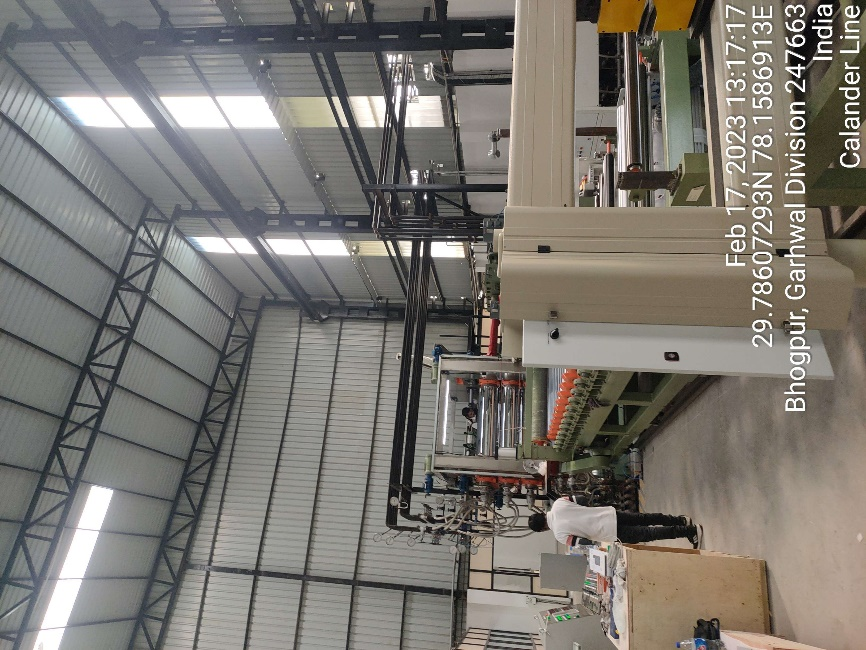 Feb 17, 2023 13:17:17
29.78607293N 78.1586913E
Bhogpur, Garhwal Division 247663
India
Calander Line